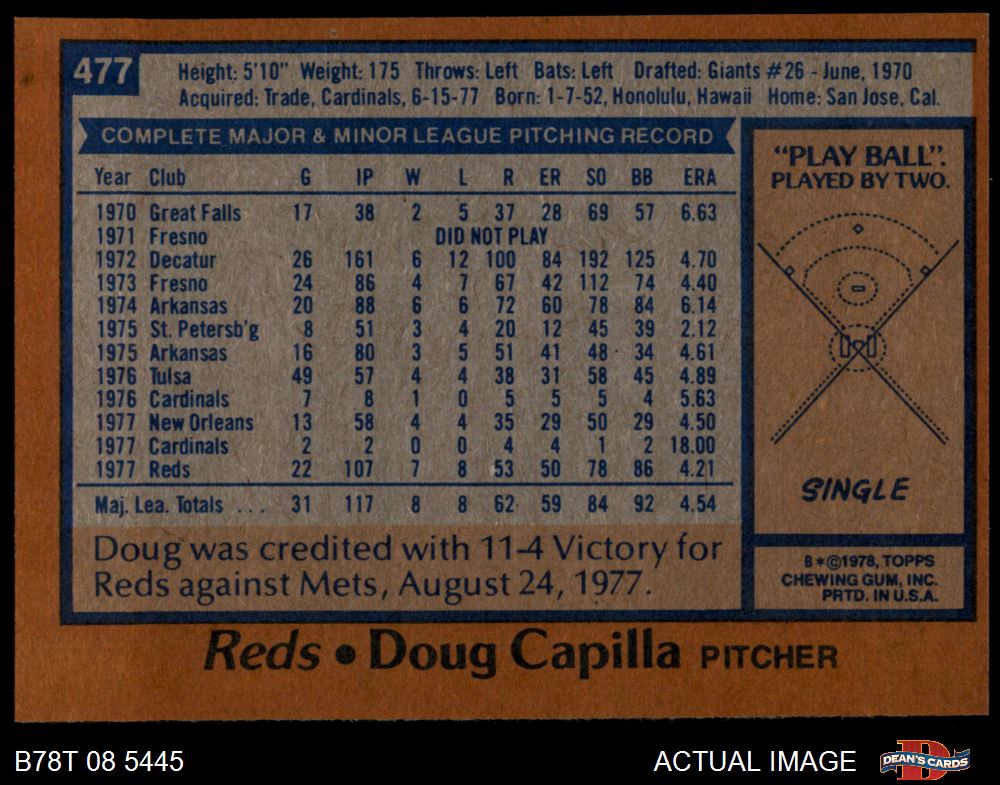 477
Height: 5'10" Weight: 175 Throws: Left Bats: Left Drafted: Giants #26 - June, 1970
Acquired: Trade, Cardinals, 6-15-77 Born: 1-7-52, Honolulu, Hawaii Home: San Jose, Cal.
COMPLETE MAJOR & MINOR LEAGUE PITCHING RECORD
Year Club G IP W L R ER SO BB ERA
1970 Great Falls 17 38 2 5 37 28 69 57 6.63
1971 Fresno DID NOT PLAY
1972 Decatur 26 161 6 12 100 84 192 125 4.70
1973 Fresno 24 86 4 7 67 42 112 74 4.40
1974 Arkansas 20 88 6 6 72 60 78 84 6.14
1975 St. Petersb'g 8 51 3 4 20 12 45 39 2.12
1975 Arkansas 16 80 3 5 51 41 48 34 4.61
1976 Tulsa 49 57 4 4 38 31 58 45 4.89
1976 Cardinals 7 8 1 0 5 5 5 4 5.63
1977 New Orleans 13 58 4 4 35 29 50 29 4.50
1977 Cardinals 2 2 0 0 4 4 1 2 18.00
1977 Reds 22 107 7 8 53 50 78 86 4.21
Maj. Lea. Totals ... 31 117 8 8 62 59 84 92 4.54
Doug was credited with 11-4 Victory for
Reds against Mets, August 24, 1977.
"PLAY BALL".
PLAYED BY TWO.
SINGLE
B*©1978, TOPPS
CHEWING GUM, INC.
PRTD. IN U.S.A.
Reds • Doug Capilla PITCHER
B78T 08 5445
ACTUAL IMAGE
D
DEAN'S CARDS